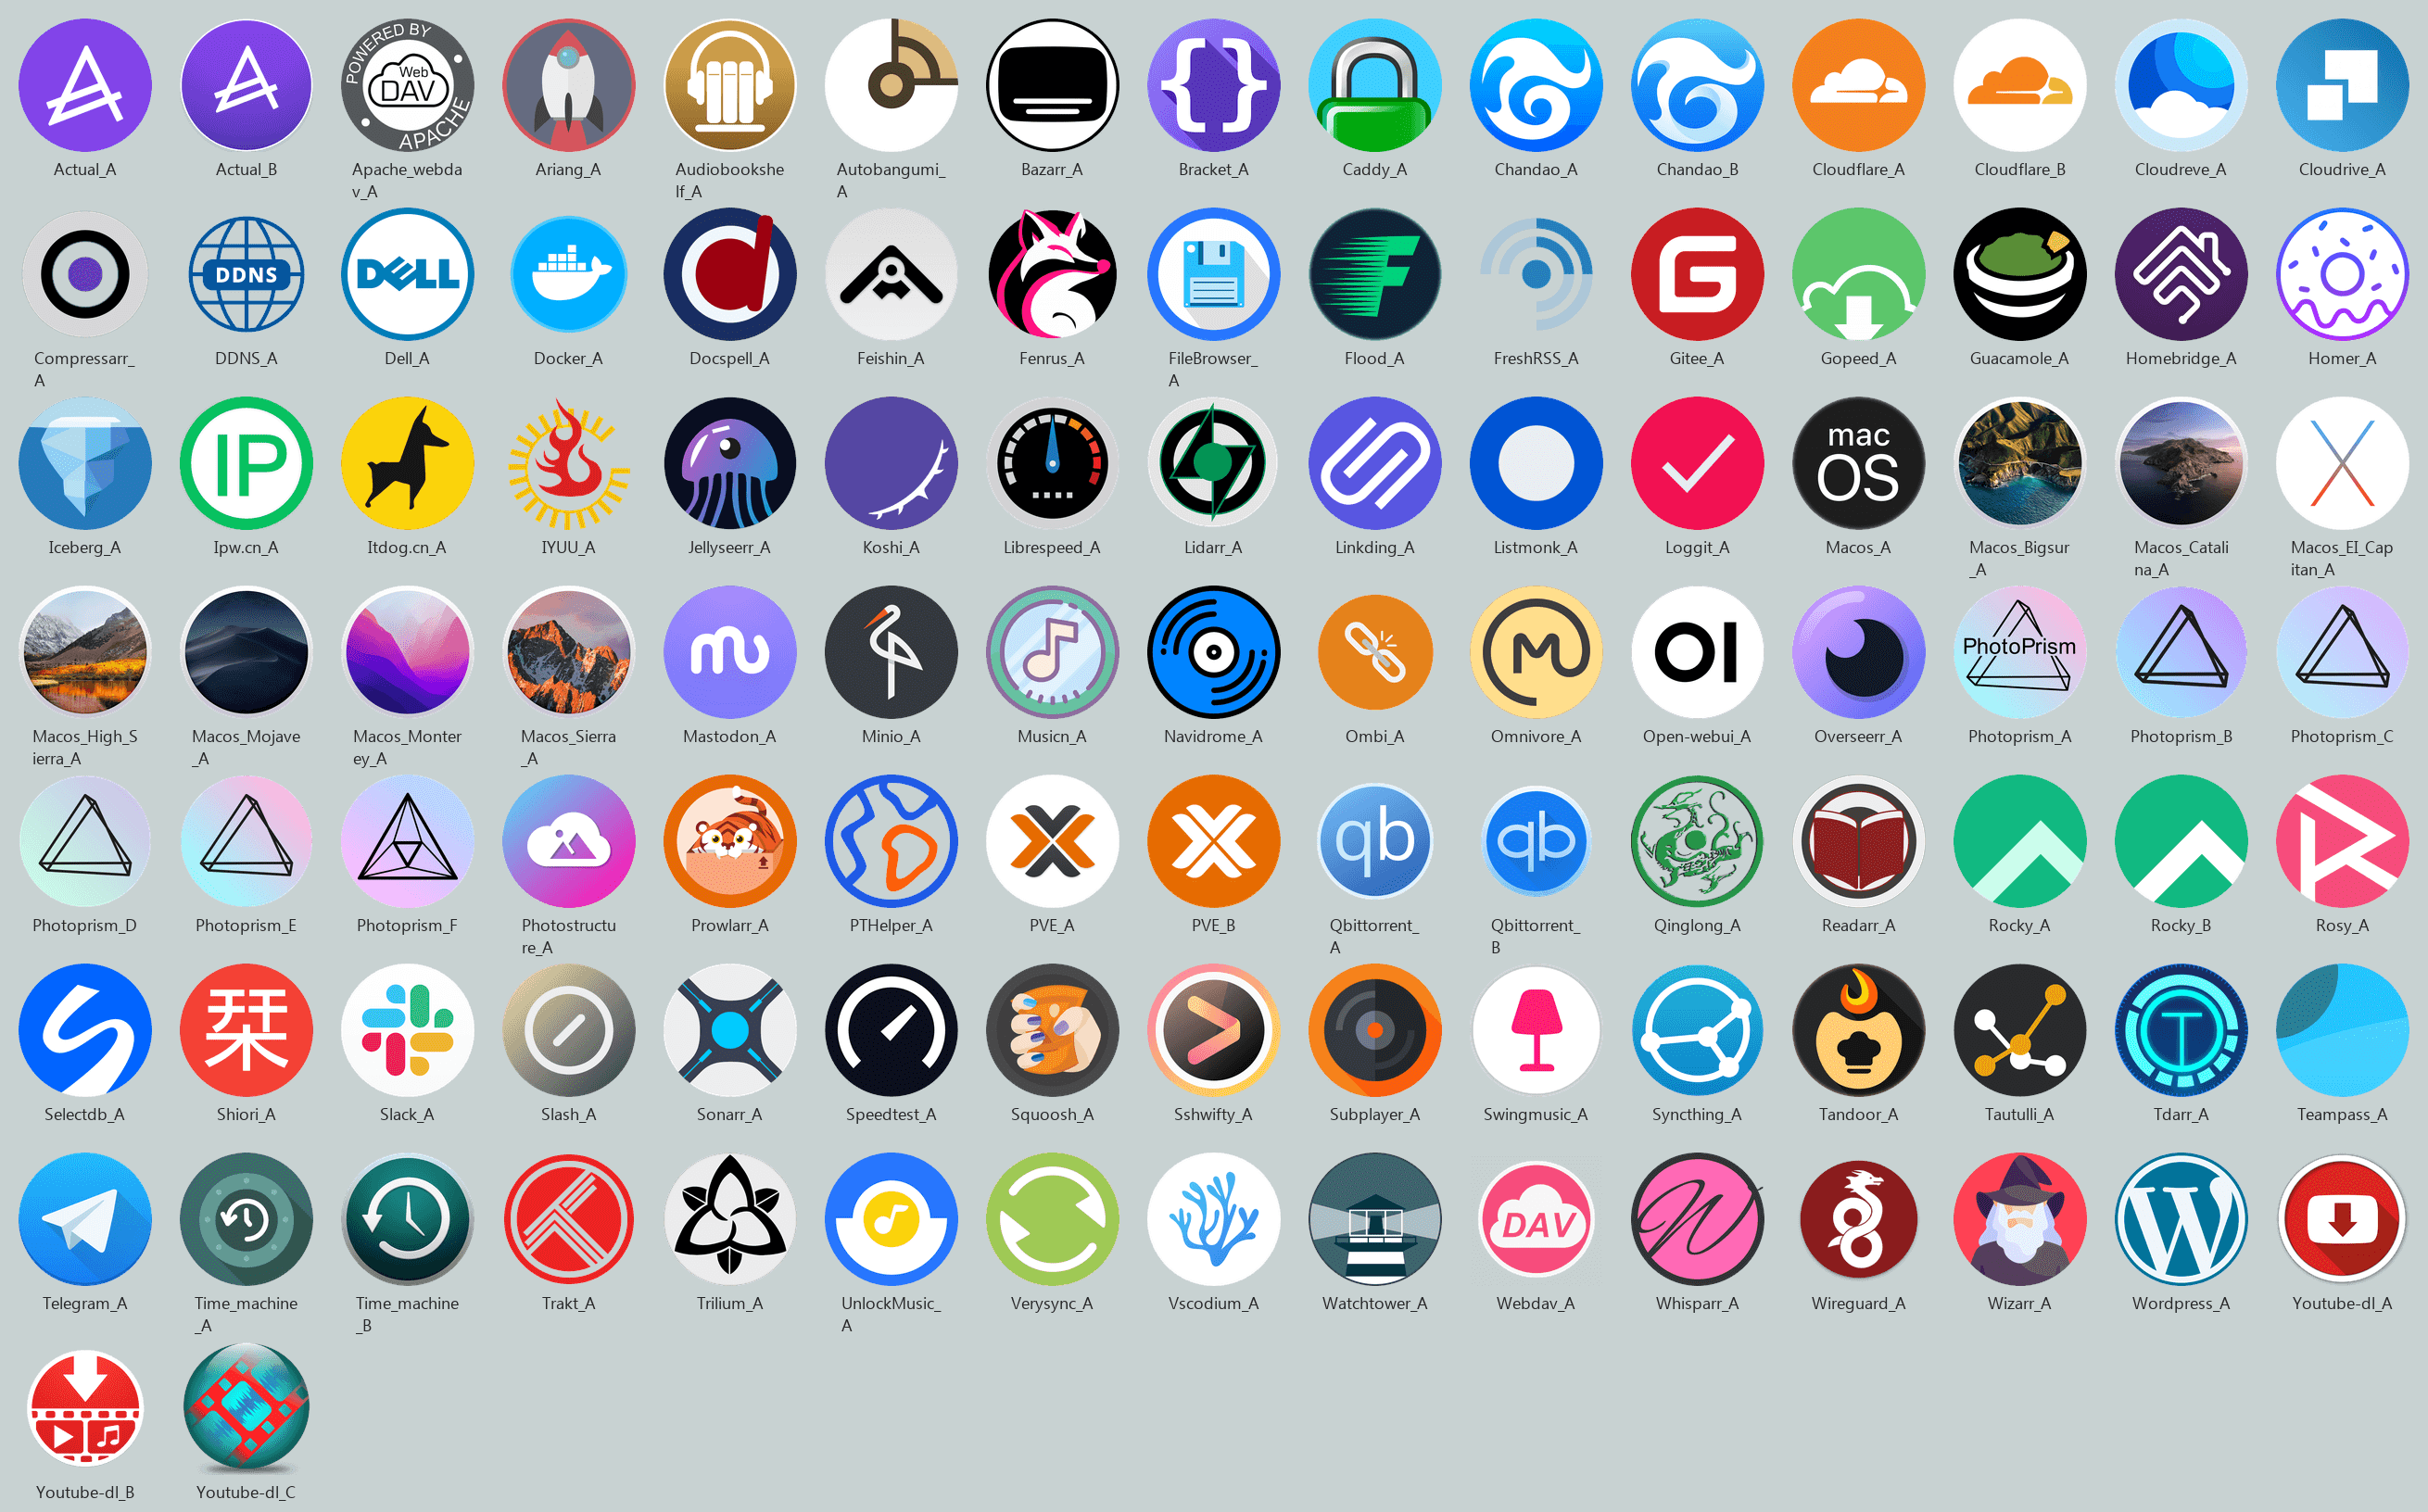 POWERED BY
Web
DAV
APACHE
Actual_A
Actual_B
Apache_webda
v_A
Ariang_A
Audiobookshe
lf_A
Autobangumi_
A
Bazarr_A
Bracket_A
Caddy_A
Chandao_A
Chandao_B
Cloudflare_A
Cloudflare_B
Cloudreve_A
Cloudrive_A
DDNS
DELL
Compressarr_
A
DDNS_A
Dell_A
Docker_A
Docspell_A
Feishin_A
Fenrus_A
FileBrowser_
A
Flood_A
FreshRSS_A
Gitee_A
Gopeed_A
Guacamole_A
Homebridge_A
Homer_A
IP
mac
OS
Iceberg_A
Ipw.cn_A
Itdog.cn_A
IYUU_A
Jellyseerr_A
Koshi_A
Librespeed_A
Lidarr_A
Linkding_A
Listmonk_A
Loggit_A
Macos_A
Macos_Bigsur
_A
Macos_Catali
na_A
Macos_EI_Cap
itan_A
PhotoPrism
Macos_High_S
ierra_A
Macos_Mojave
_A
Macos_Monter
ey_A
Macos_Sierra
_A
Mastodon_A
Minio_A
Musicn_A
Navidrome_A
Ombi_A
Omnivore_A
Open-webui_A
Overseerr_A
Photoprism_A
Photoprism_B
Photoprism_C
qb
qb
Photoprism_D
Photoprism_E
Photoprism_F
Photostructu
re_A
Prowlarr_A
PTHelper_A
PVE_A
PVE_B
Qbittorrent_
A
Qbittorrent_
B
Qinglong_A
Readarr_A
Rocky_A
Rocky_B
Rosy_A
栞
T
Selectdb_A
Shiori_A
Slack_A
Slash_A
Sonarr_A
Speedtest_A
Squoosh_A
Sshwifty_A
Subplayer_A
Swingmusic_A
Syncthing_A
Tandoor_A
Tautulli_A
Tdarr_A
Teampass_A
DAV
W
W
Telegram_A
Time_machine
_A
Time_machine
_B
Trakt_A
Trilium_A
UnlockMusic_
A
Verysync_A
Vscodium_A
Watchtower_A
Webdav_A
Whisparr_A
Wireguard_A
Wizarr_A
Wordpress_A
Youtube-dl_A
Youtube-dl_B
Youtube-dl_C